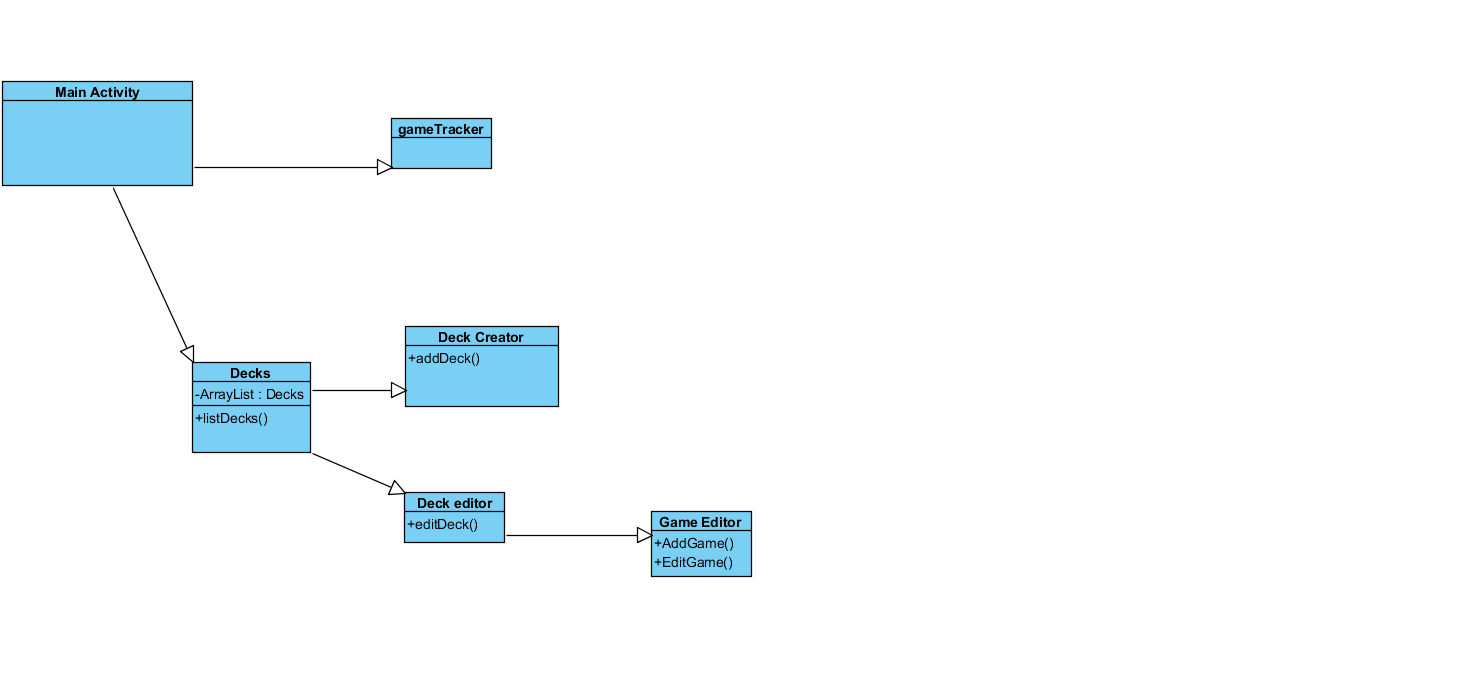 Main Activity
gameTracker
Deck Creator
+addDeck()
Decks
-ArrayList : Decks
+listDecks()
Deck editor
+editDeck()
Game Editor
+AddGame()
+EditGame()